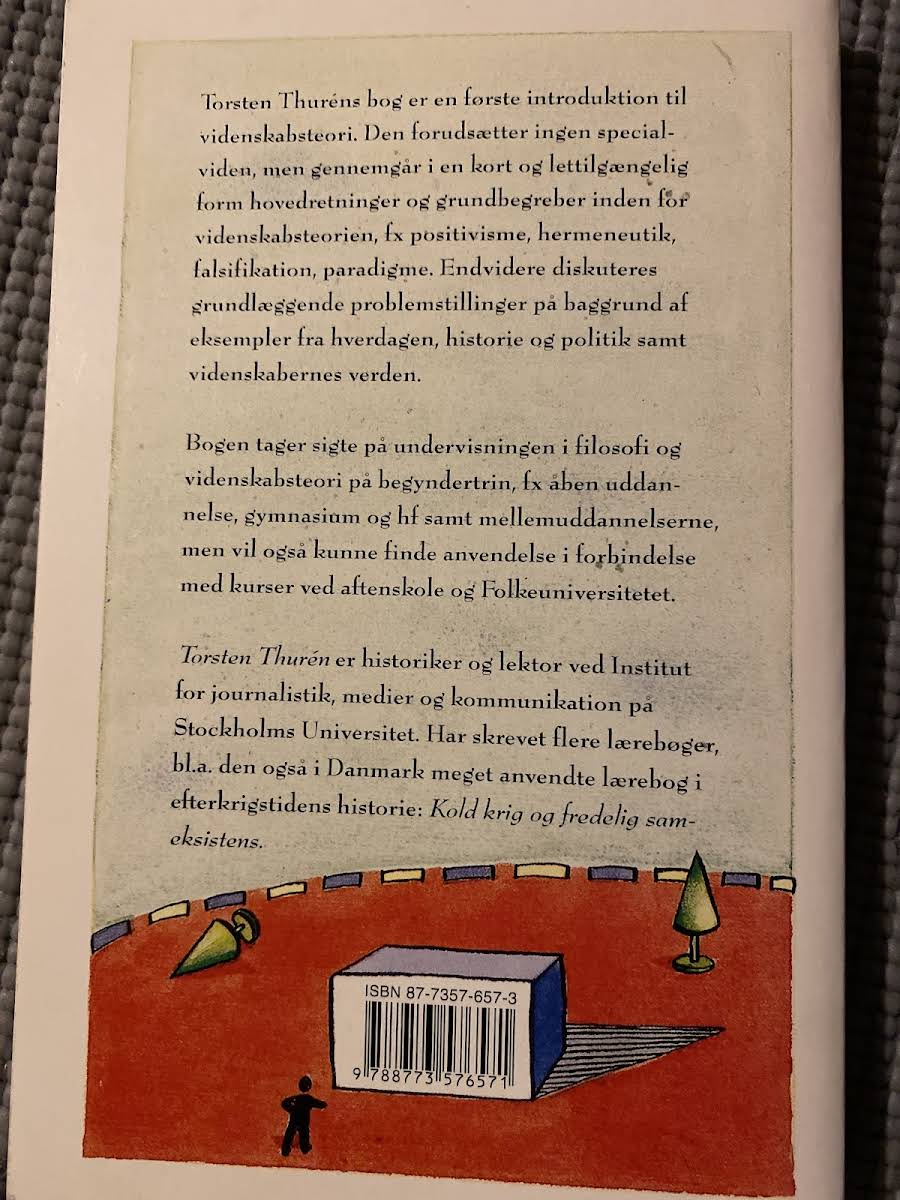 Torsten Thuréns bog er en første introduktion til
videnskabsteori. Den forudsætter ingen special-
viden, men gennemgår i en kort og lettilgængelig
form hovedretninger og grundbegreber inden for
videnskabsteorien, fx positivisme, hermeneutik,
falsifikation, paradigme. Endvidere diskuteres
grundlæggende problemstillinger på baggrund af
eksempler fra hverdagen, historie og politik samt
videnskabernes verden.
Bogen tager sigte på undervisningen i filosofi og
videnskabsteori på begyndertrin, fx åben uddan-
nelse, gymnasium og hf samt mellemuddannelserne,
men vil også kunne finde anvendelse i forbindelse
med kurser ved aftenskole og Folkeuniversitetet.
Torsten Thurén er historiker og lektor ved Institut
for journalistik, medier og kommunikation på
Stockholms Universitet. Har skrevet flere lærebøger,
bl.a. den også i Danmark meget anvendte lærebog i
efterkrigstidens historie: Kold krig og fredelig sam-
eksistens.
ISBN 87-7357-657-3
9 788773 576571